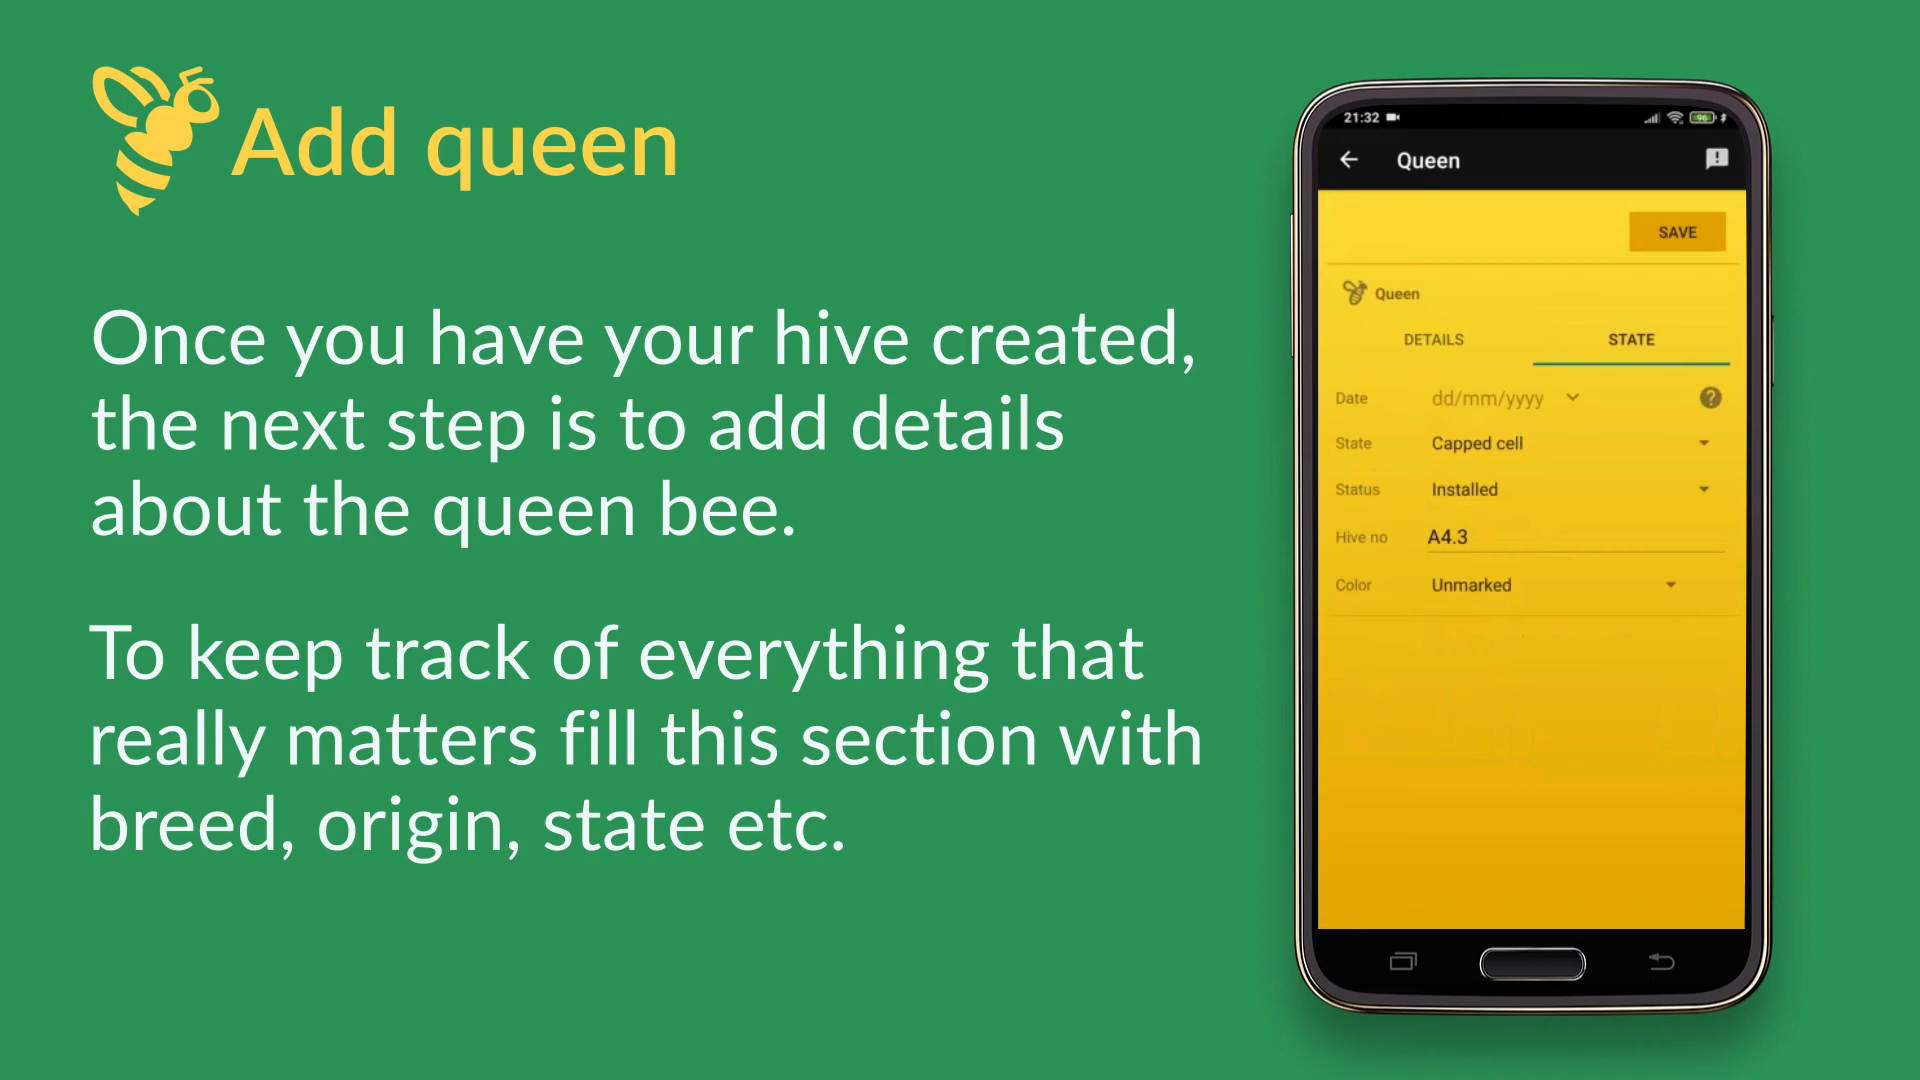 Add queen
Once you have your hive created,
the next step is to add details
about the queen bee.
To keep track of everything that
really matters fill this section with
breed, origin, state etc.
21:32
96
Queen
SAVE
Queen
DETAILS STATE
Date dd/mm/yyyy
State Capped cell
Status Installed
Hive no A4.3
Color Unmarked